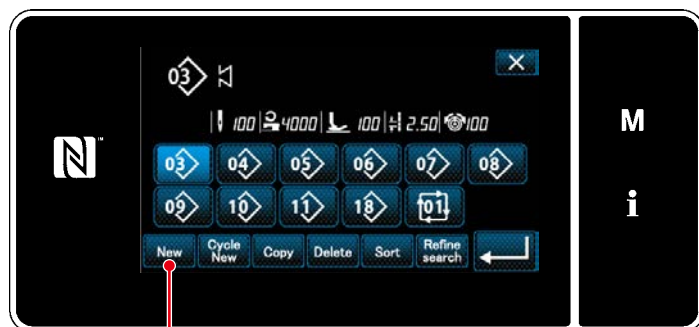 03
100 4000 100 2.50 100
M
03 04 05 06 07 08
i
09 10 11 18 01
New Cycle New Copy Delete Sort Refine search